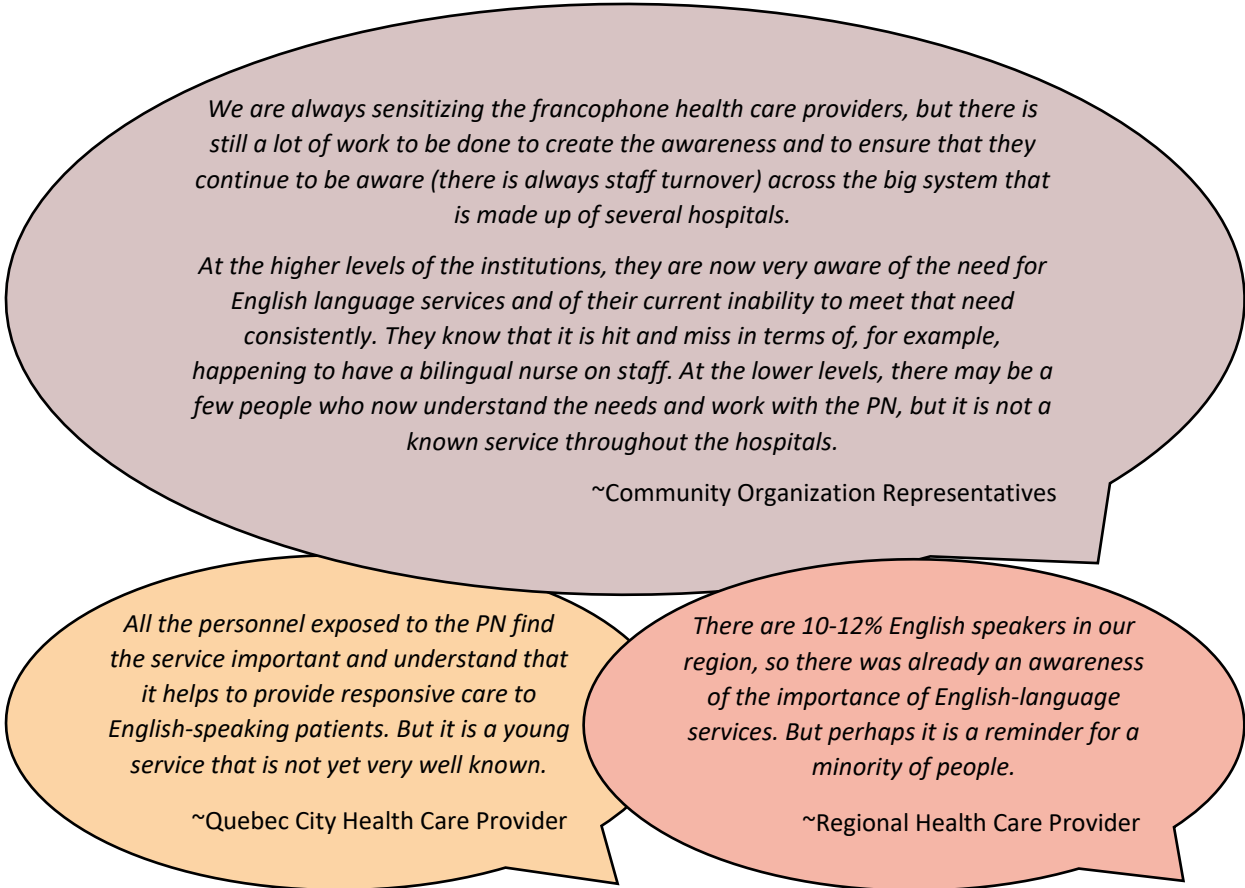 We are always sensitizing the francophone health care providers, but there is
still a lot of work to be done to create the awareness and to ensure that they
continue to be aware (there is always staff turnover) across the big system that
is made up of several hospitals.
At the higher levels of the institutions, they are now very aware of the need for
English language services and of their current inability to meet that need
consistently. They know that it is hit and miss in terms of, for example,
happening to have a bilingual nurse on staff. At the lower levels, there may be a
few people who now understand the needs and work with the PN, but it is not a
known service throughout the hospitals.
~Community Organization Representatives
All the personnel exposed to the PN find
the service important and understand that
it helps to provide responsive care to
English-speaking patients. But it is a young
service that is not yet very well known.
~Quebec City Health Care Provider
There are 10-12% English speakers in our
region, so there was already an awareness
of the importance of English-language
services. But perhaps it is a reminder for a
minority of people.
~Regional Health Care Provider